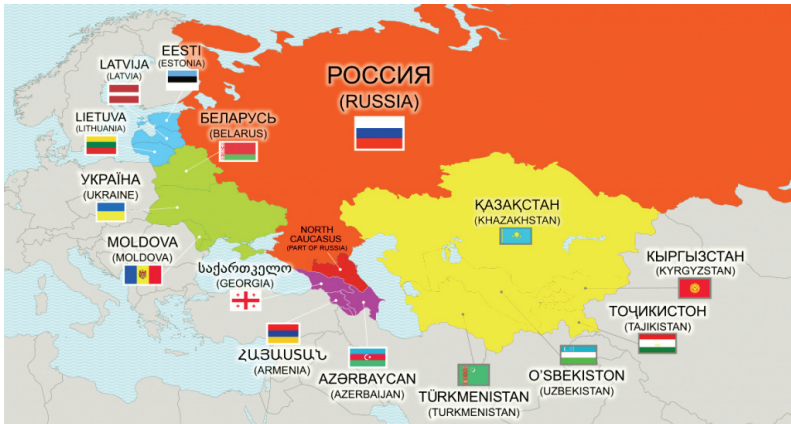 EESTI
(ESTONIA)
LATVIJA
(LATVIA)
LIETUVA
(LITHUANIA)
РОССИЯ
(RUSSIA)
БЕЛАРУСЬ
(BELARUS)
УКРАЇНА
(UKRAINE)
MOLDOVA
(MOLDOVA)
NORTH
CAUCASUS
(PART OF RUSSIA)
ҚАЗАҚСТАН
(KHAZAKHSTAN)
საქართველო
(GEORGIA)
КЫРГЫЗСТАН
(KYRGYZSTAN)
ТОҶИКИСТОН
(TAJIKISTAN)
ՀԱՅԱՍՏԱՆ
(ARMENIA)
AZƏRBAYCAN
(AZERBAIJAN)
TÜRKMENISTAN
(TURKMENISTAN)
O'SBEKISTON
(UZBEKISTAN)